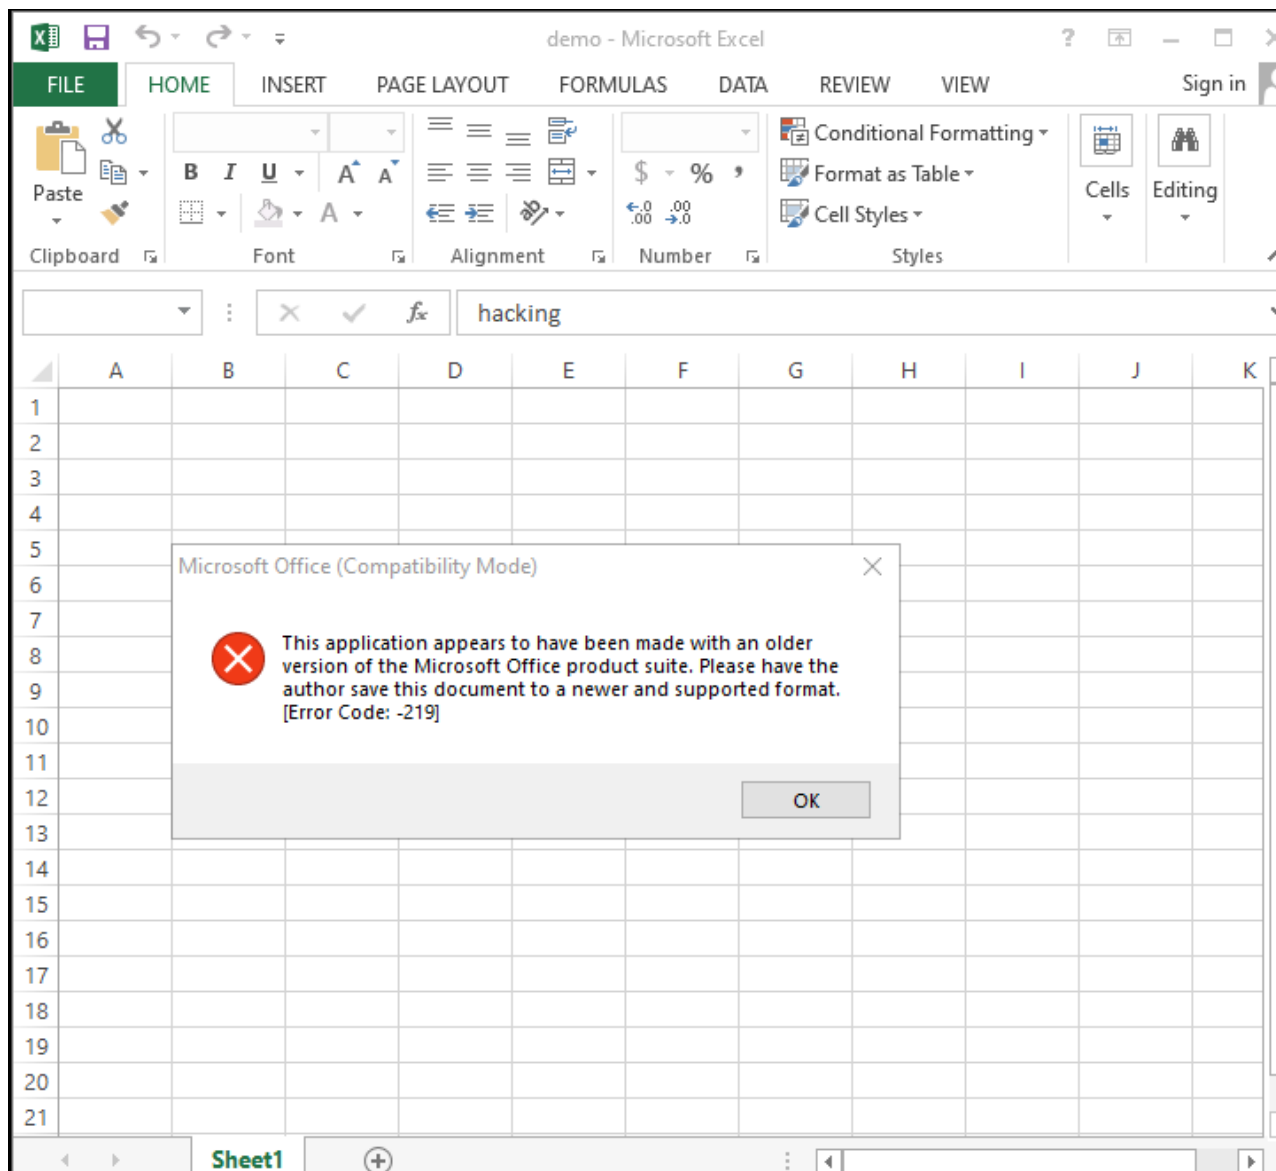 demo - Microsoft Excel
?
FILE HOME INSERT PAGE LAYOUT FORMULAS DATA REVIEW VIEW Sign in
Conditional Formatting
Format as Table
Cell Styles
Paste
B I U A A
A
$ % ,
.00 .0
Cells Editing
Clipboard Font Alignment Number Styles
fx hacking
A B C D E F G H I J K
1
2
3
4
5
Microsoft Office (Compatibility Mode)
6
7
This application appears to have been made with an older
8
version of the Microsoft Office product suite. Please have the
9
author save this document to a newer and supported format.
[Error Code: -219]
10
11
12
OK
13
14
15
16
17
18
19
20
21
Sheet1